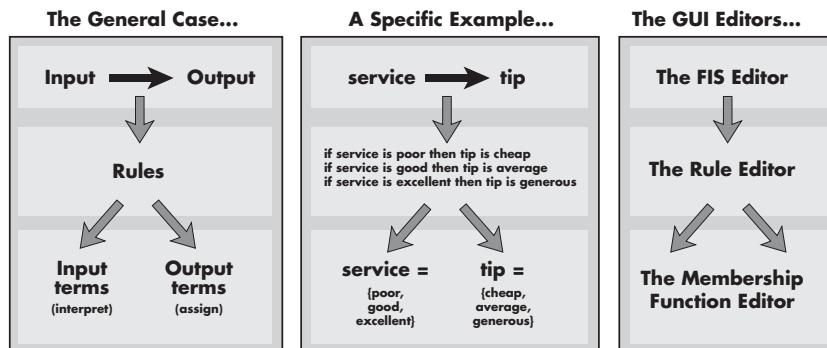 The General Case...
Input Output
Rules
Input Output
terms terms
(interpret) (assign)
A Specific Example...
service tip
if service is poor then tip is cheap
if service is good then tip is average
if service is excellent then tip is generous
service = tip =
{poor, {cheap,
good, average,
excellent} generous}
The GUI Editors...
The FIS Editor
The Rule Editor
The Membership
Function Editor